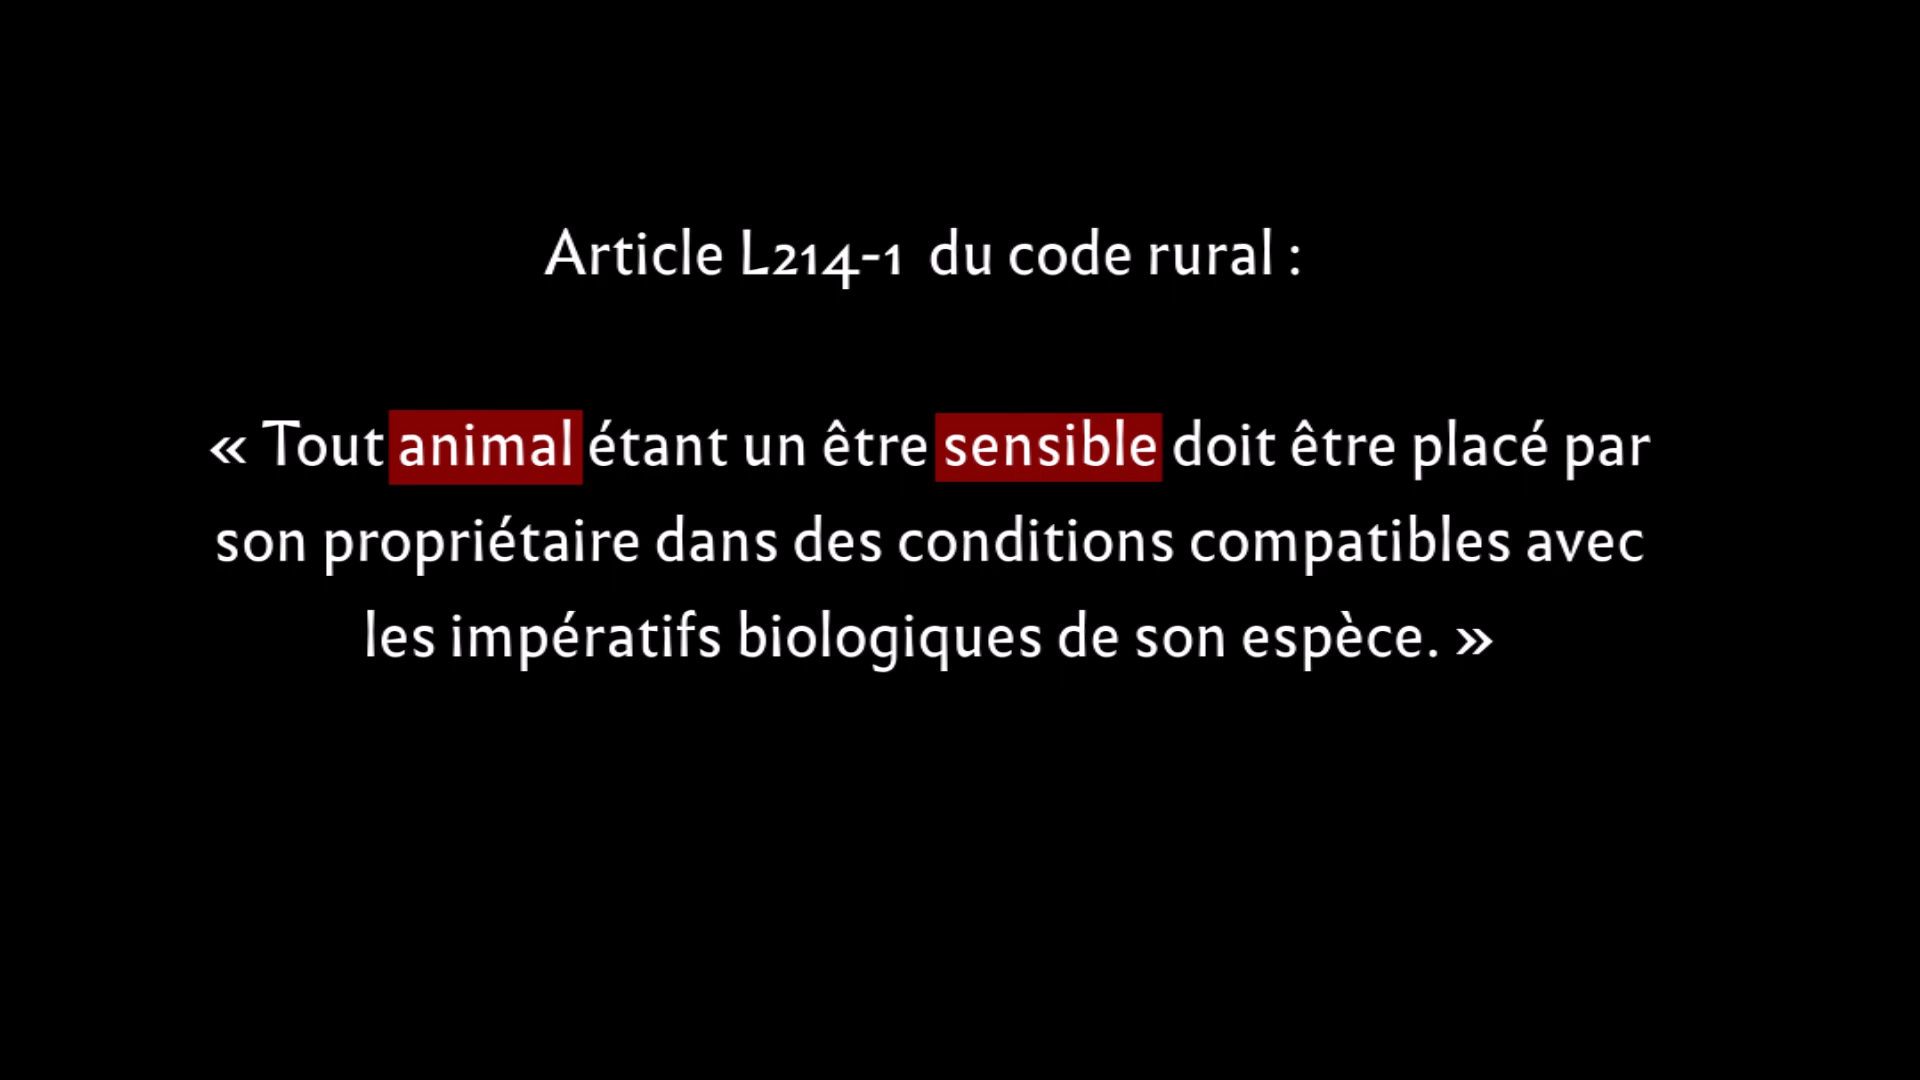 Article L214-1 du code rural :
« Tout animal étant un être sensible doit être placé par
son propriétaire dans des conditions compatibles avec
les impératifs biologiques de son espèce. »